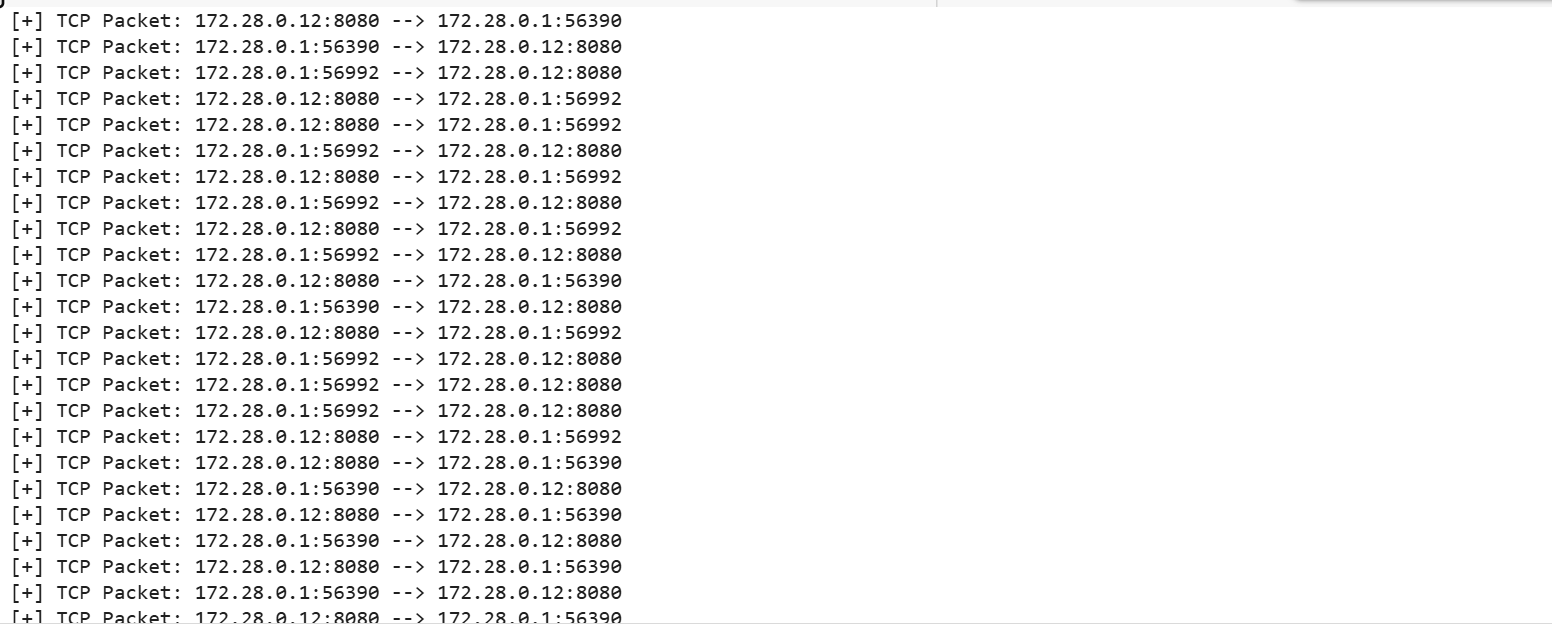 [+] TCP Packet: 172.28.0.12:8080 --> 172.28.0.1:56390
[+] TCP Packet: 172.28.0.1:56390 --> 172.28.0.12:8080
[+] TCP Packet: 172.28.0.1:56992 --> 172.28.0.12:8080
[+] TCP Packet: 172.28.0.12:8080 --> 172.28.0.1:56992
[+] TCP Packet: 172.28.0.12:8080 --> 172.28.0.1:56992
[+] TCP Packet: 172.28.0.1:56992 --> 172.28.0.12:8080
[+] TCP Packet: 172.28.0.12:8080 --> 172.28.0.1:56992
[+] TCP Packet: 172.28.0.1:56992 --> 172.28.0.12:8080
[+] TCP Packet: 172.28.0.12:8080 --> 172.28.0.1:56992
[+] TCP Packet: 172.28.0.1:56992 --> 172.28.0.12:8080
[+] TCP Packet: 172.28.0.12:8080 --> 172.28.0.1:56390
[+] TCP Packet: 172.28.0.1:56390 --> 172.28.0.12:8080
[+] TCP Packet: 172.28.0.12:8080 --> 172.28.0.1:56992
[+] TCP Packet: 172.28.0.1:56992 --> 172.28.0.12:8080
[+] TCP Packet: 172.28.0.1:56992 --> 172.28.0.12:8080
[+] TCP Packet: 172.28.0.1:56992 --> 172.28.0.12:8080
[+] TCP Packet: 172.28.0.12:8080 --> 172.28.0.1:56992
[+] TCP Packet: 172.28.0.12:8080 --> 172.28.0.1:56390
[+] TCP Packet: 172.28.0.1:56390 --> 172.28.0.12:8080
[+] TCP Packet: 172.28.0.12:8080 --> 172.28.0.1:56390
[+] TCP Packet: 172.28.0.1:56390 --> 172.28.0.12:8080
[+] TCP Packet: 172.28.0.12:8080 --> 172.28.0.1:56390
[+] TCP Packet: 172.28.0.1:56390 --> 172.28.0.12:8080
[+] TCP Packet: 172.28.0.12:8080 --> 172.28.0.1:56390